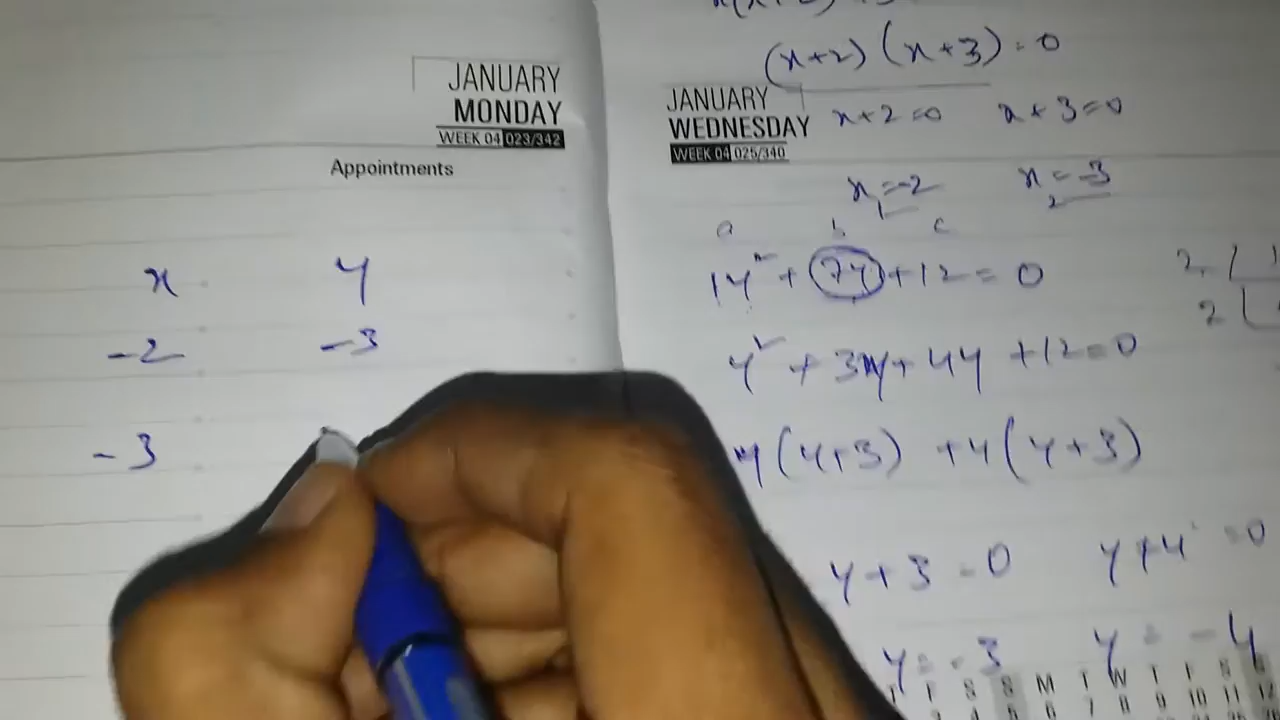 JANUARY
MONDAY
WEEK 04 023/342
Appointments
x y
-2 -3
-3
(x+2) (x+3) = 0
JANUARY
WEDNESDAY
WEEK 04 025/340
x+2=0 x+3=0
x₁=-2 x₂=-3
a b c
1y² + 7y +12 = 0
y² + 3y+ 4y +12=0
y(y+3) +4(y+3)
y+3=0 y+4=0
y=-3 y=-4